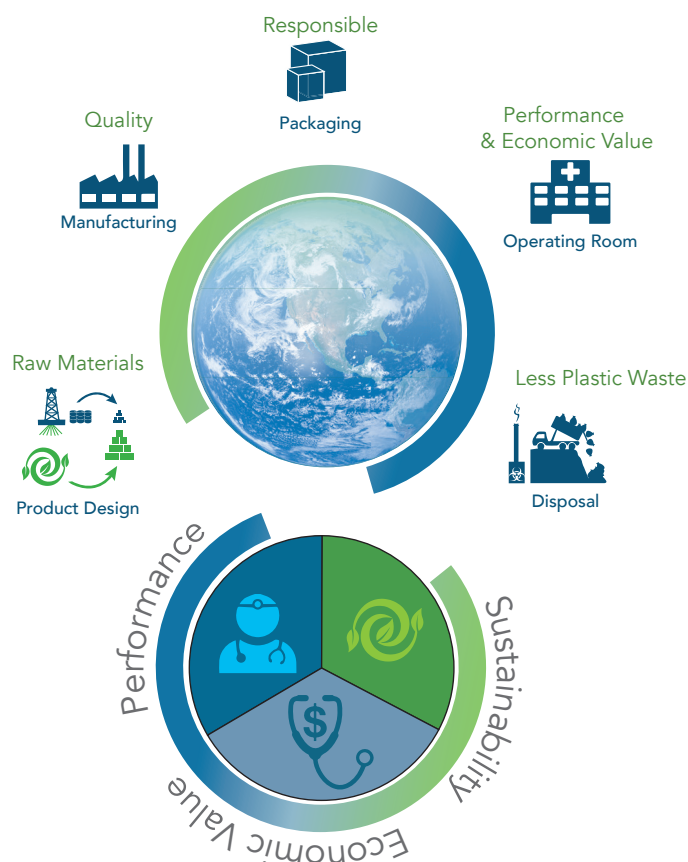 Responsible
Packaging
Quality
Manufacturing
Performance
& Economic Value
Operating Room
Raw Materials
Product Design
Less Plastic Waste
Disposal
Performance
Sustainability
Economic Value
$